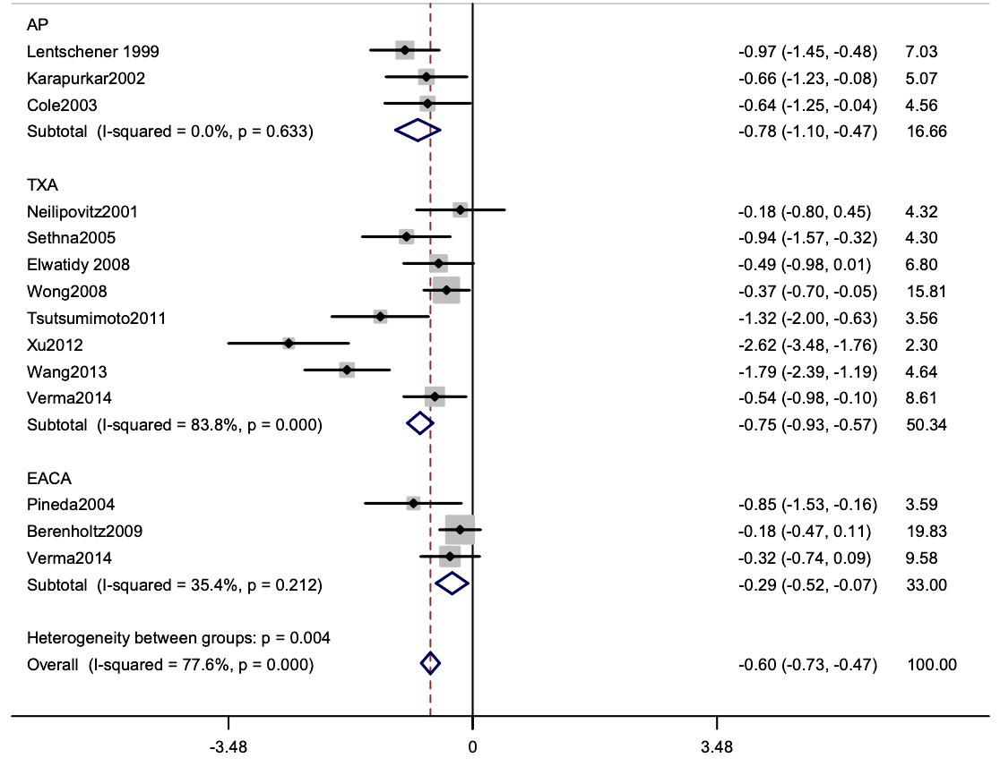 AP
Lentschener 1999 -0.97 (-1.45, -0.48) 7.03
Karapurkar2002 -0.66 (-1.23, -0.08) 5.07
Cole2003 -0.64 (-1.25, -0.04) 4.56
Subtotal (I-squared = 0.0%, p = 0.633) -0.78 (-1.10, -0.47) 16.66
TXA
Neilipovitz2001 -0.18 (-0.80, 0.45) 4.32
Sethna2005 -0.94 (-1.57, -0.32) 4.30
Elwatidy 2008 -0.49 (-0.98, 0.01) 6.80
Wong2008 -0.37 (-0.70, -0.05) 15.81
Tsutsumimoto2011 -1.32 (-2.00, -0.63) 3.56
Xu2012 -2.62 (-3.48, -1.76) 2.30
Wang2013 -1.79 (-2.39, -1.19) 4.64
Verma2014 -0.54 (-0.98, -0.10) 8.61
Subtotal (I-squared = 83.8%, p = 0.000) -0.75 (-0.93, -0.57) 50.34
EACA
Pineda2004 -0.85 (-1.53, -0.16) 3.59
Berenholtz2009 -0.18 (-0.47, 0.11) 19.83
Verma2014 -0.32 (-0.74, 0.09) 9.58
Subtotal (I-squared = 35.4%, p = 0.212) -0.29 (-0.52, -0.07) 33.00
Heterogeneity between groups: p = 0.004
Overall (I-squared = 77.6%, p = 0.000) -0.60 (-0.73, -0.47) 100.00
-3.48 0 3.48